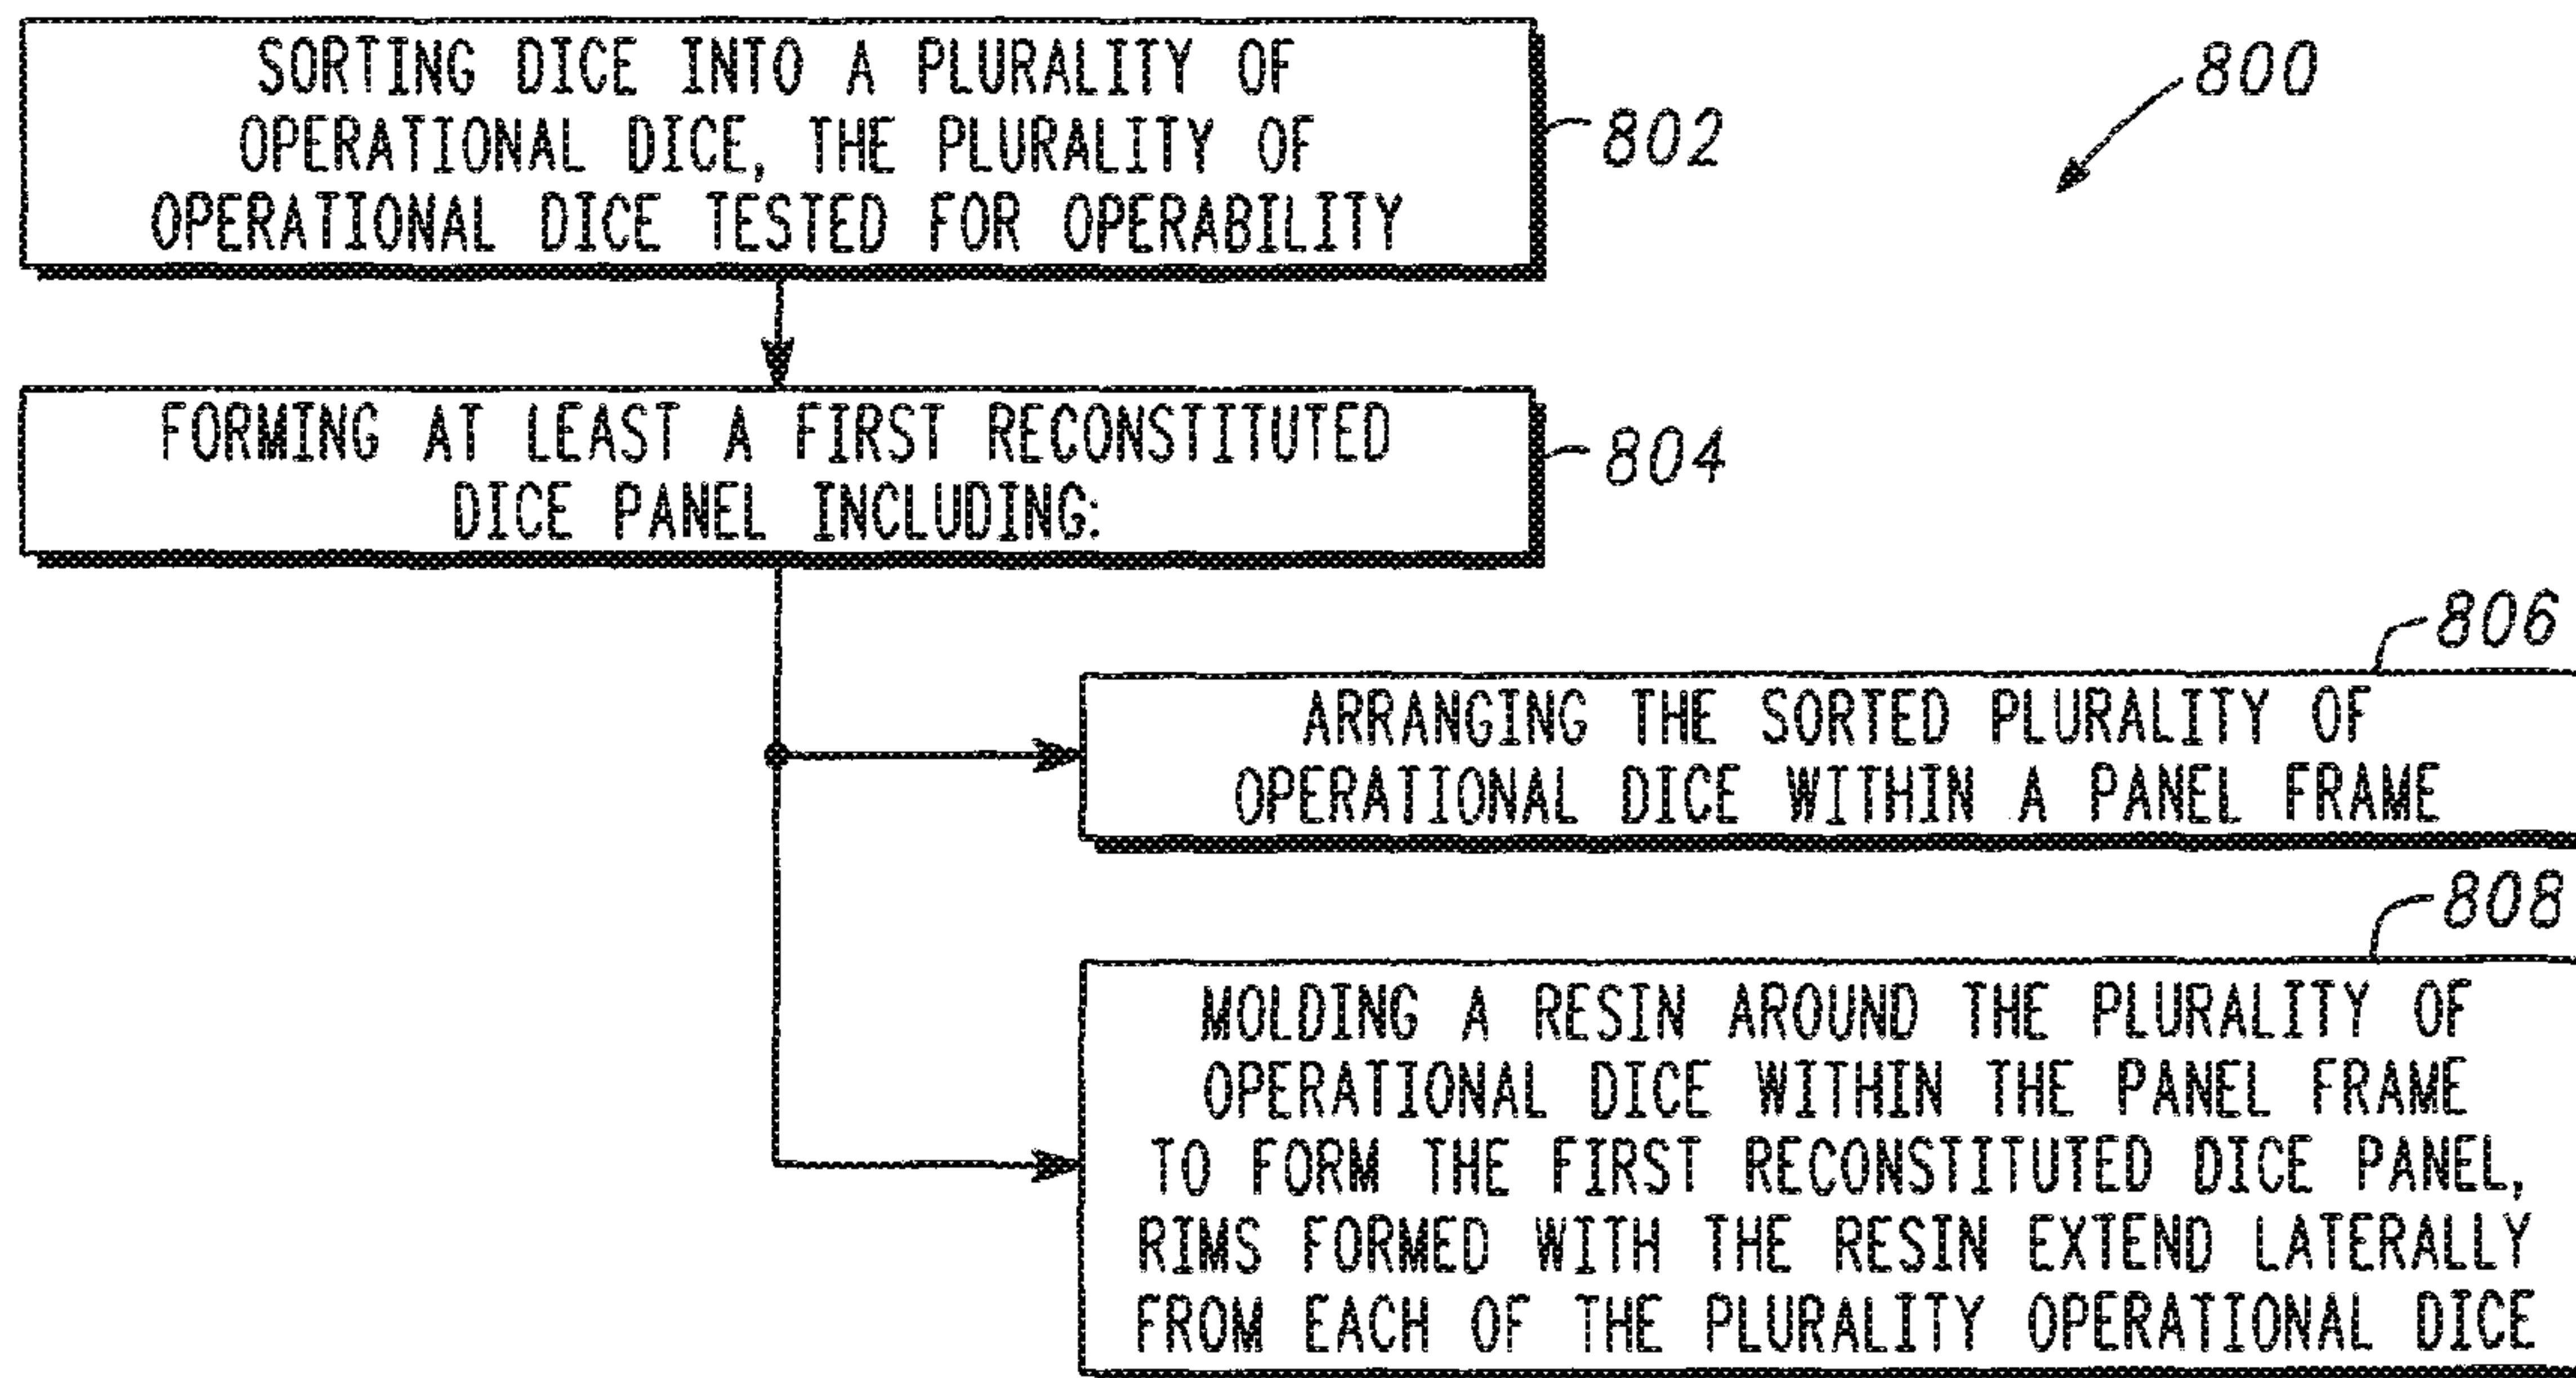 800
SORTING DICE INTO A PLURALITY OF
OPERATIONAL DICE, THE PLURALITY OF
OPERATIONAL DICE TESTED FOR OPERABILITY
802
FORMING AT LEAST A FIRST RECONSTITUTED
DICE PANEL INCLUDING:
804
806
ARRANGING THE SORTED PLURALITY OF
OPERATIONAL DICE WITHIN A PANEL FRAME
808
MOLDING A RESIN AROUND THE PLURALITY OF
OPERATIONAL DICE WITHIN THE PANEL FRAME
TO FORM THE FIRST RECONSTITUTED DICE PANEL,
RIMS FORMED WITH THE RESIN EXTEND LATERALLY
FROM EACH OF THE PLURALITY OPERATIONAL DICE